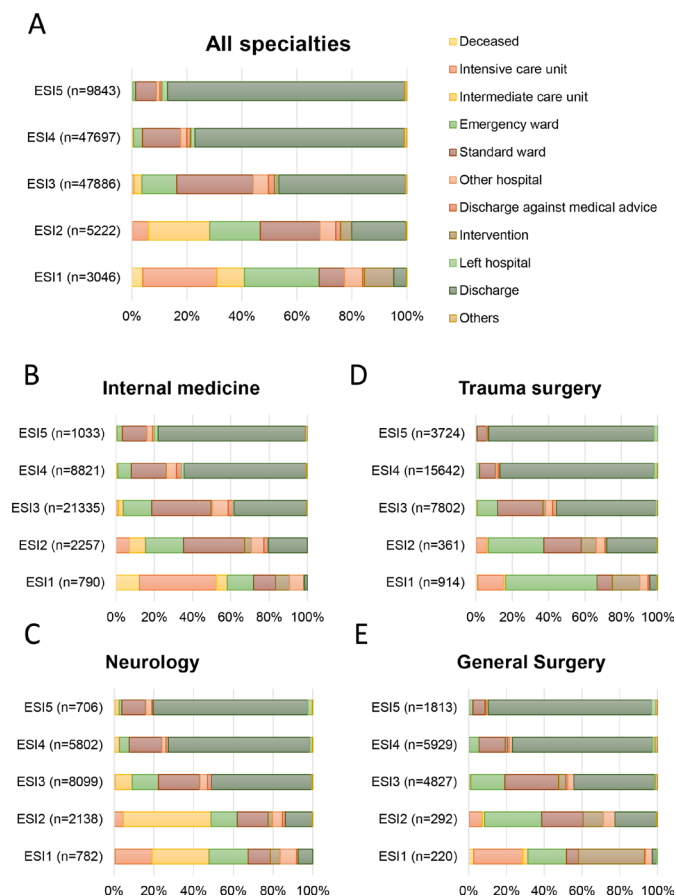 A
All specialties
ESI5 (n=9843)
ESI4 (n=47697)
ESI3 (n=47886)
ESI2 (n=5222)
ESI1 (n=3046)
0% 20% 40% 60% 80% 100%
Deceased
Intensive care unit
Intermediate care unit
Emergency ward
Standard ward
Other hospital
Discharge against medical advice
Intervention
Left hospital
Discharge
Others
B
Internal medicine
ESI5 (n=1033)
ESI4 (n=8821)
ESI3 (n=21335)
ESI2 (n=2257)
ESI1 (n=790)
0% 20% 40% 60% 80% 100%
D
Trauma surgery
ESI5 (n=3724)
ESI4 (n=15642)
ESI3 (n=7802)
ESI2 (n=361)
ESI1 (n=914)
0% 20% 40% 60% 80% 100%
C
Neurology
ESI5 (n=706)
ESI4 (n=5802)
ESI3 (n=8099)
ESI2 (n=2138)
ESI1 (n=782)
0% 20% 40% 60% 80% 100%
E
General Surgery
ESI5 (n=1813)
ESI4 (n=5929)
ESI3 (n=4827)
ESI2 (n=292)
ESI1 (n=220)
0% 20% 40% 60% 80% 100%